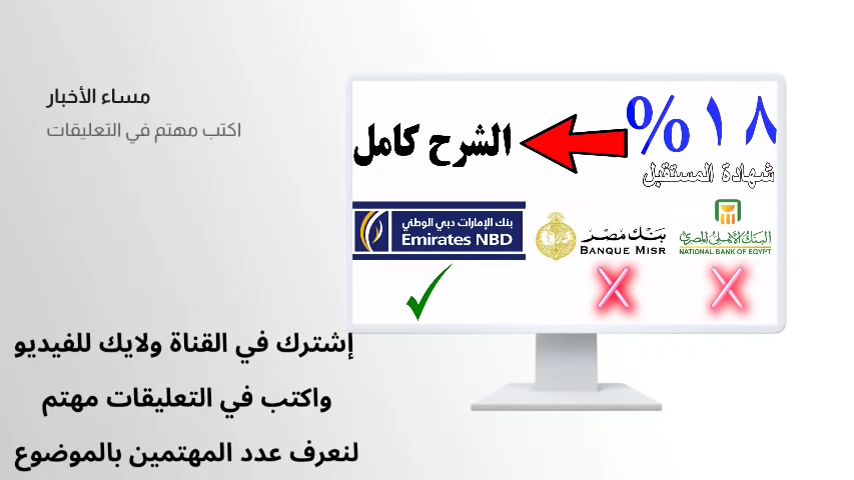 مساء الأخبار
اكتب مهتم في التعليقات
١٨%
شهادة المستقبل
الشرح كامل
بنك الإمارات دبي الوطني
Emirates NBD
بنك مصر
BANQUE MISR
البنك الأهلي المصري
NATIONAL BANK OF EGYPT
إشترك في القناة ولايك للفيديو
واكتب في التعليقات مهتم
لنعرف عدد المهتمين بالموضوع